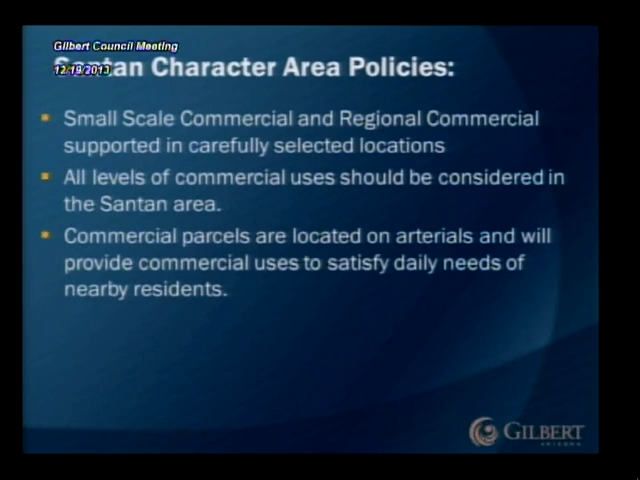 Gilbert Council Meeting
12/19/2013
Santan Character Area Policies:
Small Scale Commercial and Regional Commercial
supported in carefully selected locations
All levels of commercial uses should be considered in
the Santan area.
Commercial parcels are located on arterials and will
provide commercial uses to satisfy daily needs of
nearby residents.
GILBERT
ARIZONA